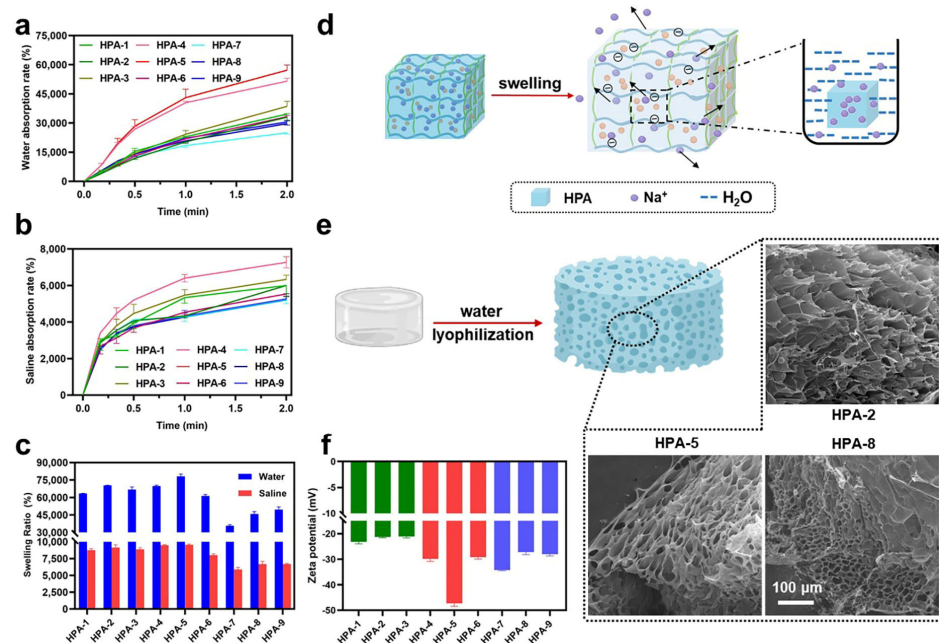 a
Water absorption rate (%)
75,000
60,000
45,000
30,000
15,000
0
HPA-1 HPA-4 HPA-7
HPA-2 HPA-5 HPA-8
HPA-3 HPA-6 HPA-9
0.0 0.5 1.0 1.5 2.0
Time (min)
b
Saline absorption rate (%)
8,000
6,000
4,000
2,000
0
HPA-1 HPA-4 HPA-7
HPA-2 HPA-5 HPA-8
HPA-3 HPA-6 HPA-9
0.0 0.5 1.0 1.5 2.0
Time (min)
c
Swelling Ratio (%)
90,000
75,000
60,000
45,000
30,000
10,000
7,500
5,000
2,500
0
Water
Saline
HPA-1 HPA-2 HPA-3 HPA-4 HPA-5 HPA-6 HPA-7 HPA-8 HPA-9
d
swelling
HPA Na⁺ H₂O
e
water
lyophilization
HPA-2
HPA-5 HPA-8
100 μm
f
Zeta potential (mV)
0
-5
-10
-20
-30
-40
-50
HPA-1 HPA-2 HPA-3 HPA-4 HPA-5 HPA-6 HPA-7 HPA-8 HPA-9